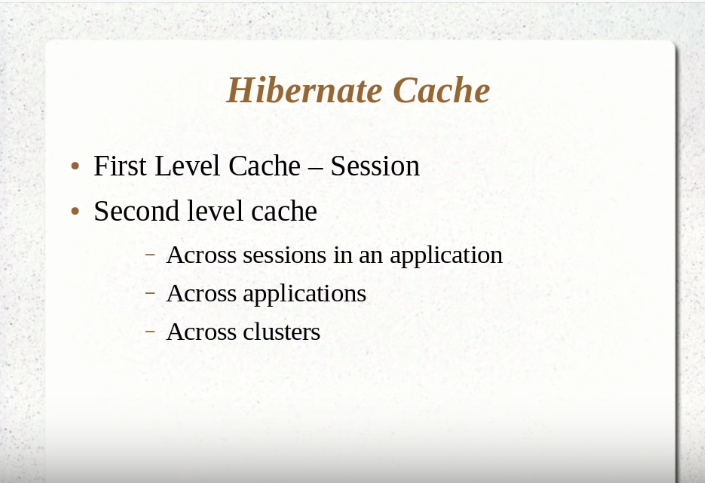 Hibernate Cache
• First Level Cache – Session
• Second level cache
– Across sessions in an application
– Across applications
– Across clusters